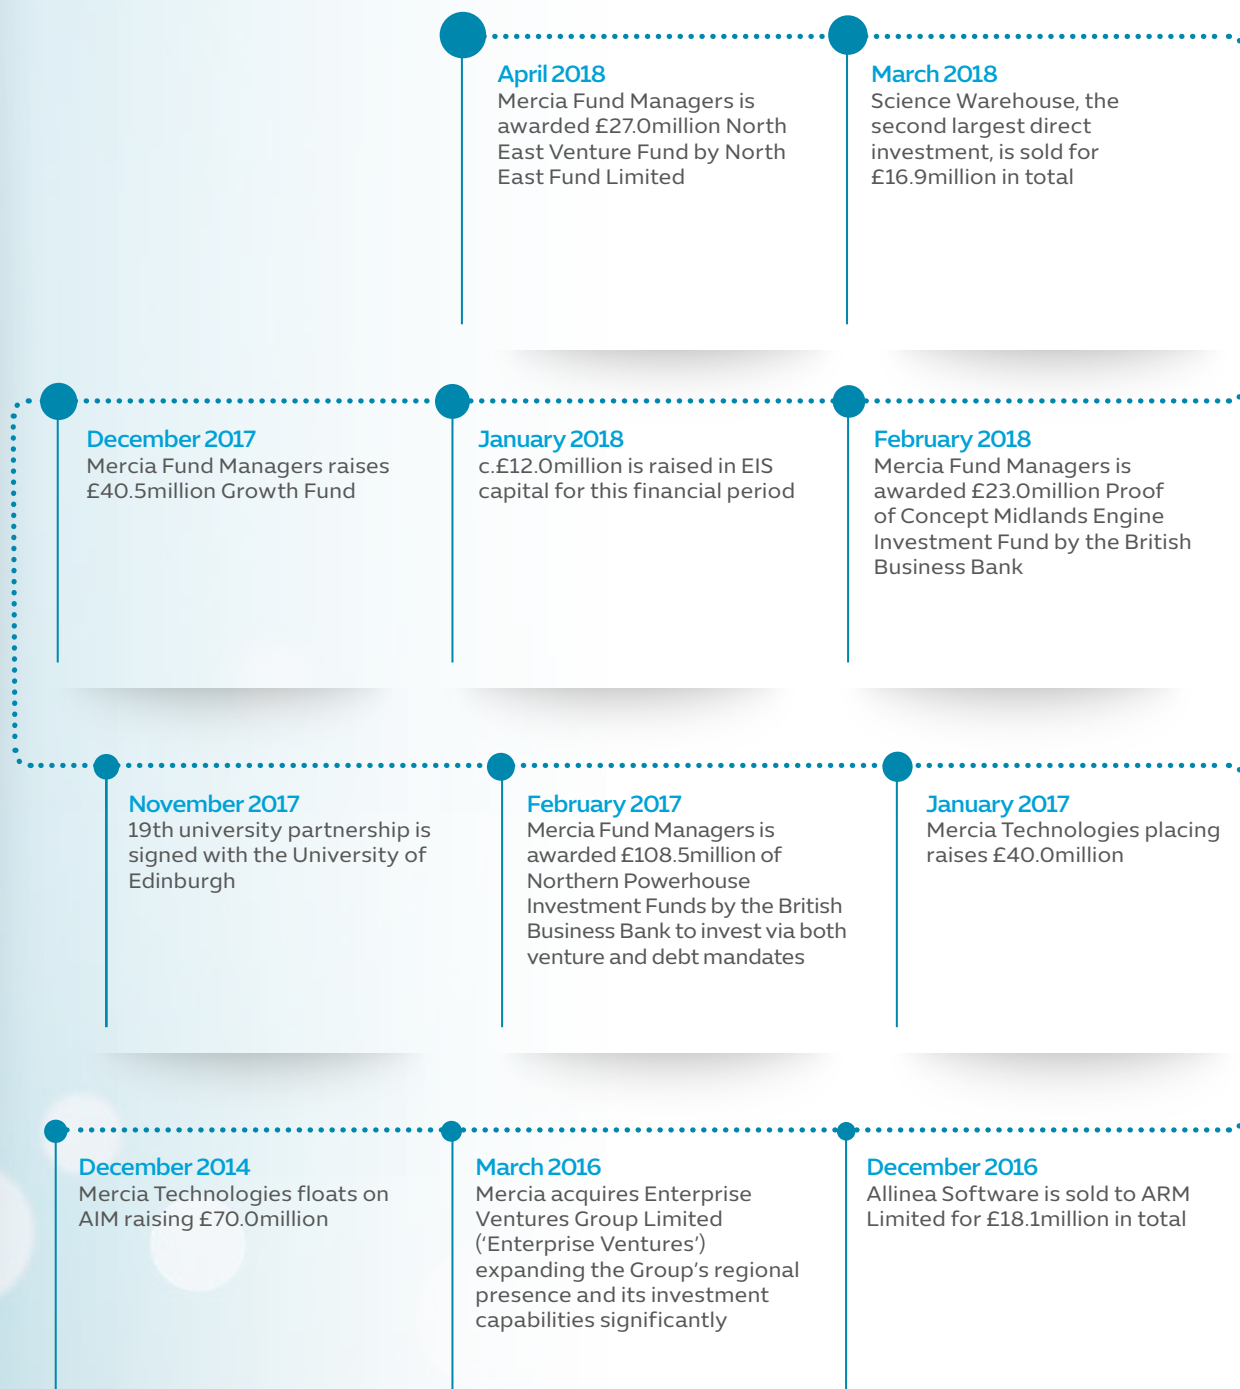 April 2018
Mercia Fund Managers is
awarded £27.0million North
East Venture Fund by North
East Fund Limited
March 2018
Science Warehouse, the
second largest direct
investment, is sold for
£16.9million in total
December 2017
Mercia Fund Managers raises
£40.5million Growth Fund
January 2018
c.£12.0million is raised in EIS
capital for this financial period
February 2018
Mercia Fund Managers is
awarded £23.0million Proof
of Concept Midlands Engine
Investment Fund by the British
Business Bank
November 2017
19th university partnership is
signed with the University of
Edinburgh
February 2017
Mercia Fund Managers is
awarded £108.5million of
Northern Powerhouse
Investment Funds by the British
Business Bank to invest via both
venture and debt mandates
January 2017
Mercia Technologies placing
raises £40.0million
December 2014
Mercia Technologies floats on
AIM raising £70.0million
March 2016
Mercia acquires Enterprise
Ventures Group Limited
(‘Enterprise Ventures’)
expanding the Group’s regional
presence and its investment
capabilities significantly
December 2016
Allinea Software is sold to ARM
Limited for £18.1million in total